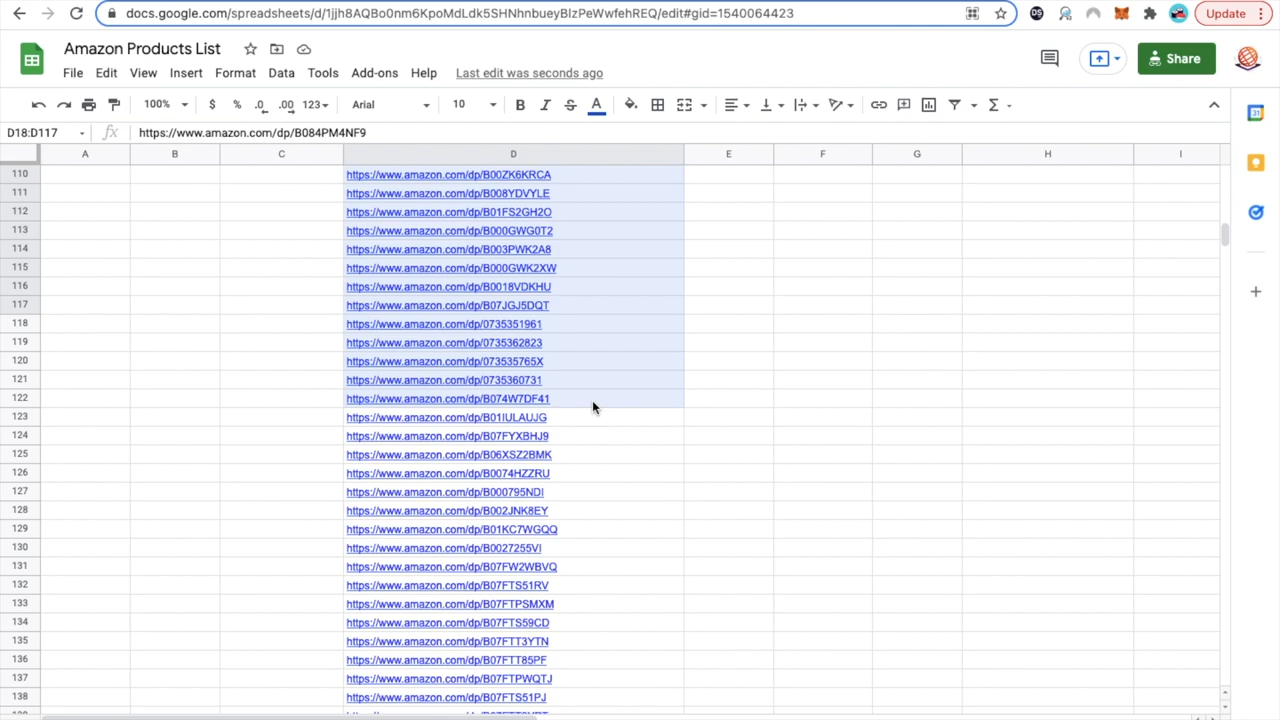 docs.google.com/spreadsheets/d/1jjh8AQBo0nm6KpoMdLdk5SHNhnbueyBlzPeWwfehREQ/edit#gid=1540064423
DS
Update
Amazon Products List
File Edit View Insert Format Data Tools Add-ons Help Last edit was seconds ago
Share
100% $ % .0 .00 123 Arial 10 B I S A
D18:D117 fx https://www.amazon.com/dp/B084PM4NF9
A B C D E F G H I
110 https://www.amazon.com/dp/B00ZK6KRCA
111 https://www.amazon.com/dp/B008YDVYLE
112 https://www.amazon.com/dp/B01FS2GH2O
113 https://www.amazon.com/dp/B000GWG0T2
114 https://www.amazon.com/dp/B003PWK2A8
115 https://www.amazon.com/dp/B000GWK2XW
116 https://www.amazon.com/dp/B0018VDKHU
117 https://www.amazon.com/dp/B07JGJ5DQT
118 https://www.amazon.com/dp/0735351961
119 https://www.amazon.com/dp/0735362823
120 https://www.amazon.com/dp/073535765X
121 https://www.amazon.com/dp/0735360731
122 https://www.amazon.com/dp/B074W7DF41
123 https://www.amazon.com/dp/B01IULAUJG
124 https://www.amazon.com/dp/B07FYXBHJ9
125 https://www.amazon.com/dp/B06XSZ2BMK
126 https://www.amazon.com/dp/B0074HZZRU
127 https://www.amazon.com/dp/B000795NDI
128 https://www.amazon.com/dp/B002JNK8EY
129 https://www.amazon.com/dp/B01KC7WGQQ
130 https://www.amazon.com/dp/B0027255VI
131 https://www.amazon.com/dp/B07FW2WBVQ
132 https://www.amazon.com/dp/B07FTS51RV
133 https://www.amazon.com/dp/B07FTPSMXM
134 https://www.amazon.com/dp/B07FTS59CD
135 https://www.amazon.com/dp/B07FTT3YTN
136 https://www.amazon.com/dp/B07FTT85PF
137 https://www.amazon.com/dp/B07FTPWQTJ
138 https://www.amazon.com/dp/B07FTS51PJ